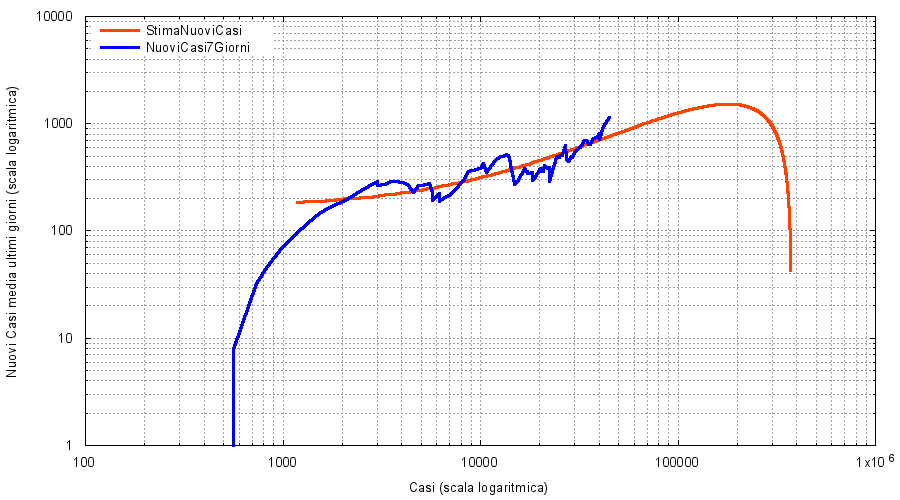 10000
1000
100
10
1
StimaNuoviCasi
NuoviCasi7Giorni
Nuovi Casi media ultimi giorni (scala logaritmica)
100 1000 10000 100000 1x10 6
Casi (scala logaritmica)